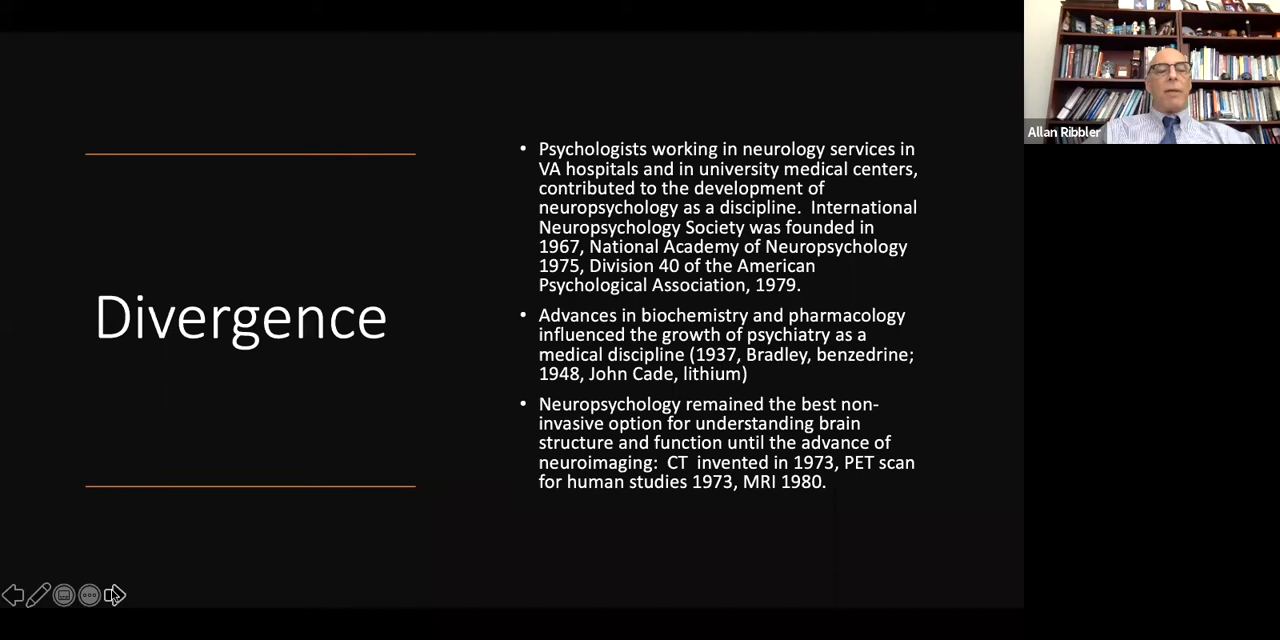 Allan Ribbler
Divergence
• Psychologists working in neurology services in
VA hospitals and in university medical centers,
contributed to the development of
neuropsychology as a discipline.  International
Neuropsychology Society was founded in
1967, National Academy of Neuropsychology
1975, Division 40 of the American
Psychological Association, 1979.
• Advances in biochemistry and pharmacology
influenced the growth of psychiatry as a
medical discipline (1937, Bradley, benzedrine;
1948, John Cade, lithium)
• Neuropsychology remained the best non-
invasive option for understanding brain
structure and function until the advance of
neuroimaging:  CT  invented in 1973, PET scan
for human studies 1973, MRI 1980.